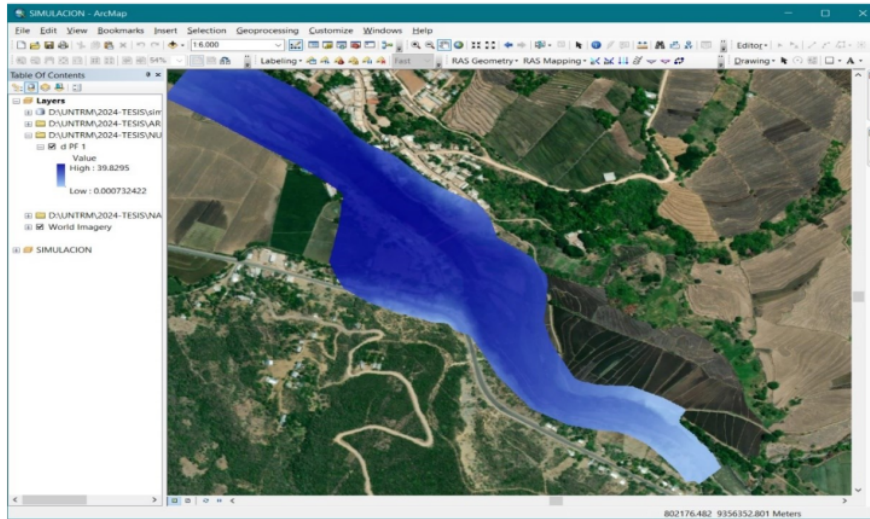 SIMULACION - ArcMap
File Edit View Bookmarks Insert Selection Geoprocessing Customize Windows Help
1:6,000
Editor
54%
Labeling
Fast
RAS Geometry RAS Mapping
Drawing
A
Table Of Contents
Layers
D:\UNTRM\2024-TESIS\sim
D:\UNTRM\2024-TESIS\AR
D:\UNTRM\2024-TESIS\NU
d PF 1
Value
High : 39.8295
Low : 0.000732422
D:\UNTRM\2024-TESIS\NA
World Imagery
SIMULACION
802176.482 9356352.801 Meters